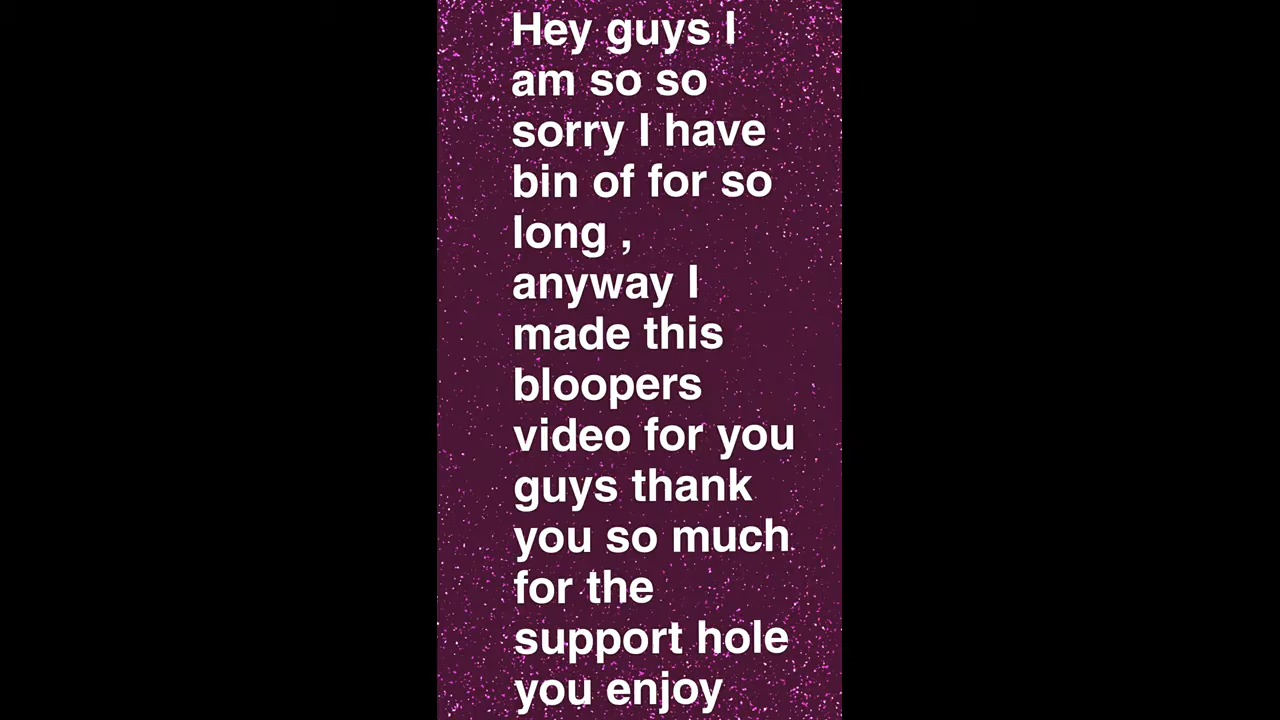 Hey guys I
am so so
sorry I have
bin of for so
long ,
anyway I
made this
bloopers
video for you
guys thank
you so much
for the
support hole
you enjoy